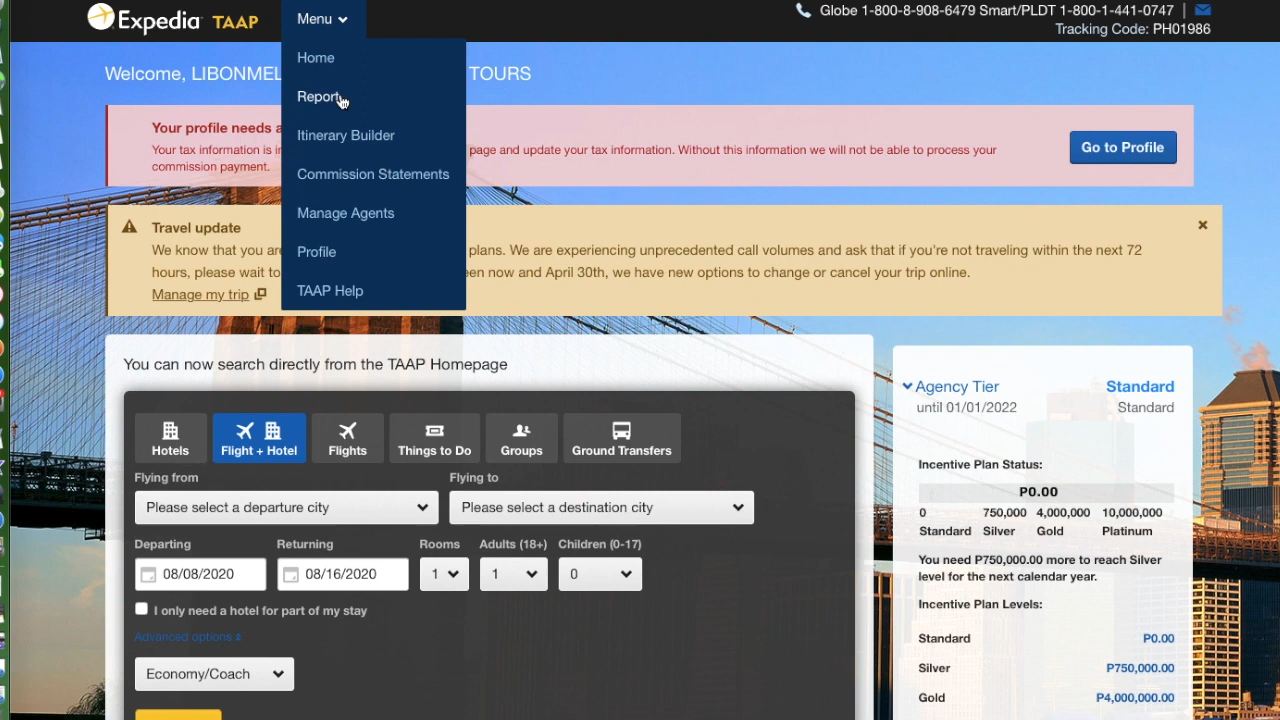 Expedia TAAP
Menu
Globe 1-800-8-908-6479 Smart/PLDT 1-800-1-441-0747 |
Tracking Code: PH01986
Home
Report
Itinerary Builder
Commission Statements
Manage Agents
Profile
TAAP Help
Welcome, LIBONMEL TOURS
Your profile needs a
Your tax information is in page and update your tax information. Without this information we will not be able to process your
commission payment.
Go to Profile
Travel update
We know that you are plans. We are experiencing unprecedented call volumes and ask that if you're not traveling within the next 72
hours, please wait to en now and April 30th, we have new options to change or cancel your trip online.
Manage my trip
You can now search directly from the TAAP Homepage
Hotels
Flight + Hotel
Flights
Things to Do
Groups
Ground Transfers
Flying from
Flying to
Please select a departure city
Please select a destination city
Departing
Returning
Rooms
Adults (18+)
Children (0-17)
08/08/2020
08/16/2020
1
1
0
I only need a hotel for part of my stay
Advanced options
Economy/Coach
Agency Tier Standard
until 01/01/2022 Standard
Incentive Plan Status:
P0.00
0 750,000 4,000,000 10,000,000
Standard Silver Gold Platinum
You need P750,000.00 more to reach Silver
level for the next calendar year.
Incentive Plan Levels:
Standard P0.00
Silver P750,000.00
Gold P4,000,000.00